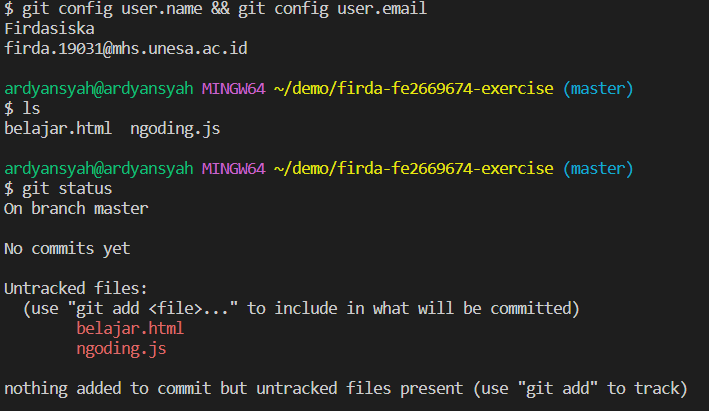 $ git config user.name && git config user.email
Firdasiska
firda.19031@mhs.unesa.ac.id
ardyansyah@ardyansyah MINGW64 ~/demo/firda-fe2669674-exercise (master)
$ ls
belajar.html  ngoding.js
ardyansyah@ardyansyah MINGW64 ~/demo/firda-fe2669674-exercise (master)
$ git status
On branch master
No commits yet
Untracked files:
  (use "git add <file>..." to include in what will be committed)
        belajar.html
        ngoding.js
nothing added to commit but untracked files present (use "git add" to track)